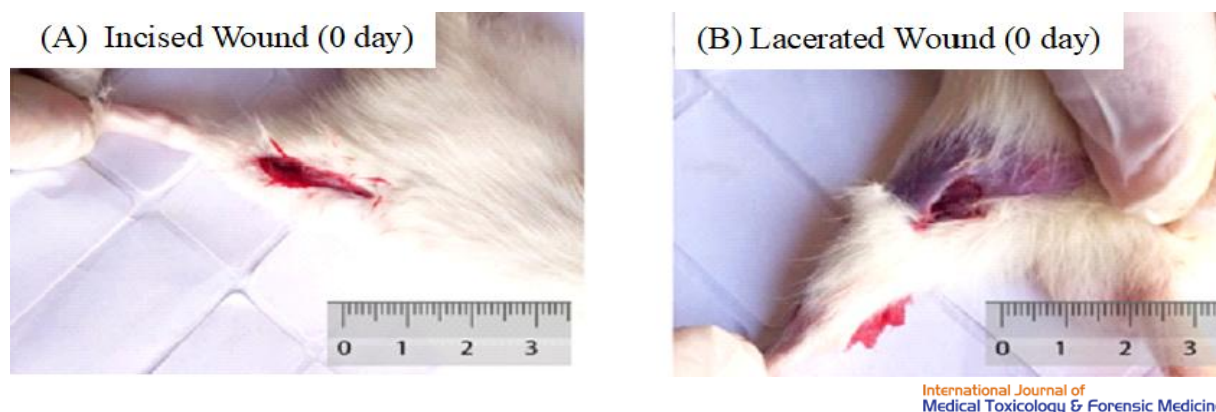 (A) Incised Wound (0 day)
(B) Lacerated Wound (0 day)
0 1 2 3
0 1 2 3
International Journal of
Medical Toxicology & Forensic Medicine